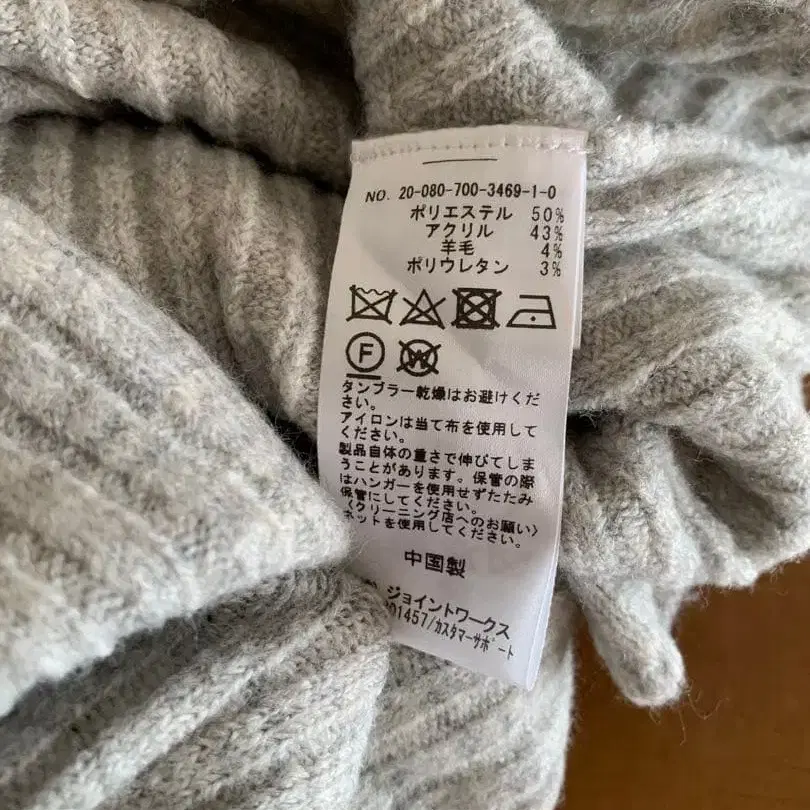 NO. 20-080-700-3469-1-0
ポリエステル 50%
アクリル 43%
羊毛 4%
ポリウレタン 3%
F W
タンブラー乾燥はお避けくだ
さい。
アイロンは当て布を使用して
ください。
製品自体の重さで伸びてしま
うことがあります。保管の際
はハンガーを使用せずたたみ
保管にしてください。
〈クリーニング店へのお願い〉
ネットを使用してください。
中国製
ジョイントワークス
01457/カスタマーサポート